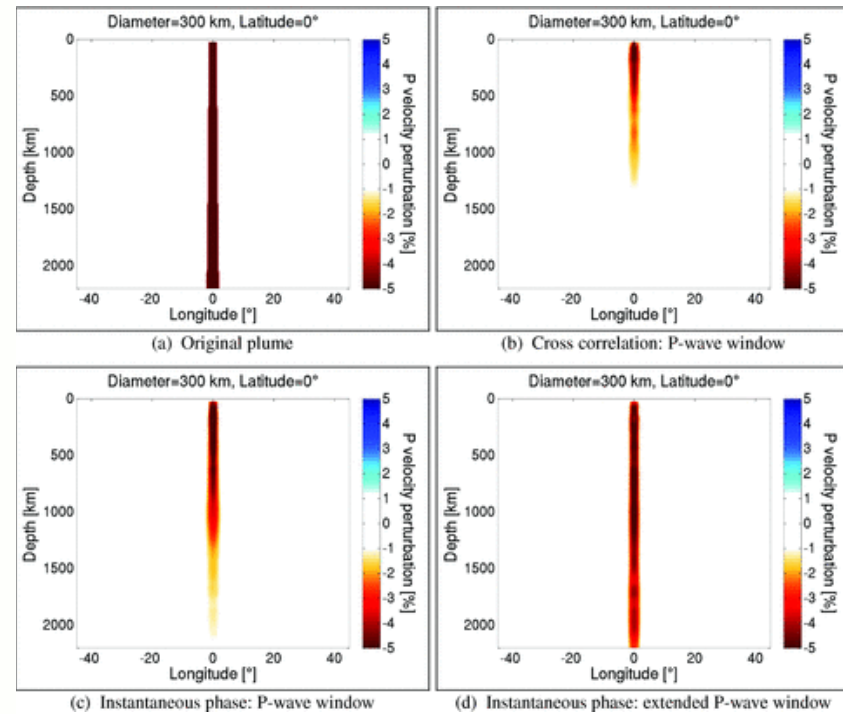 Diameter=300 km, Latitude=0°
0
500
1000
1500
2000
Depth [km]
-40 -20 0 20 40
Longitude [°]
5
4
3
2
1
0
-1
-2
-3
-4
-5
P velocity perturbation [%]
(a) Original plume
Diameter=300 km, Latitude=0°
0
500
1000
1500
2000
Depth [km]
-40 -20 0 20 40
Longitude [°]
5
4
3
2
1
0
-1
-2
-3
-4
-5
P velocity perturbation [%]
(b) Cross correlation: P-wave window
Diameter=300 km, Latitude=0°
0
500
1000
1500
2000
Depth [km]
-40 -20 0 20 40
Longitude [°]
5
4
3
2
1
0
-1
-2
-3
-4
-5
P velocity perturbation [%]
(c) Instantaneous phase: P-wave window
Diameter=300 km, Latitude=0°
0
500
1000
1500
2000
Depth [km]
-40 -20 0 20 40
Longitude [°]
5
4
3
2
1
0
-1
-2
-3
-4
-5
P velocity perturbation [%]
(d) Instantaneous phase: extended P-wave window